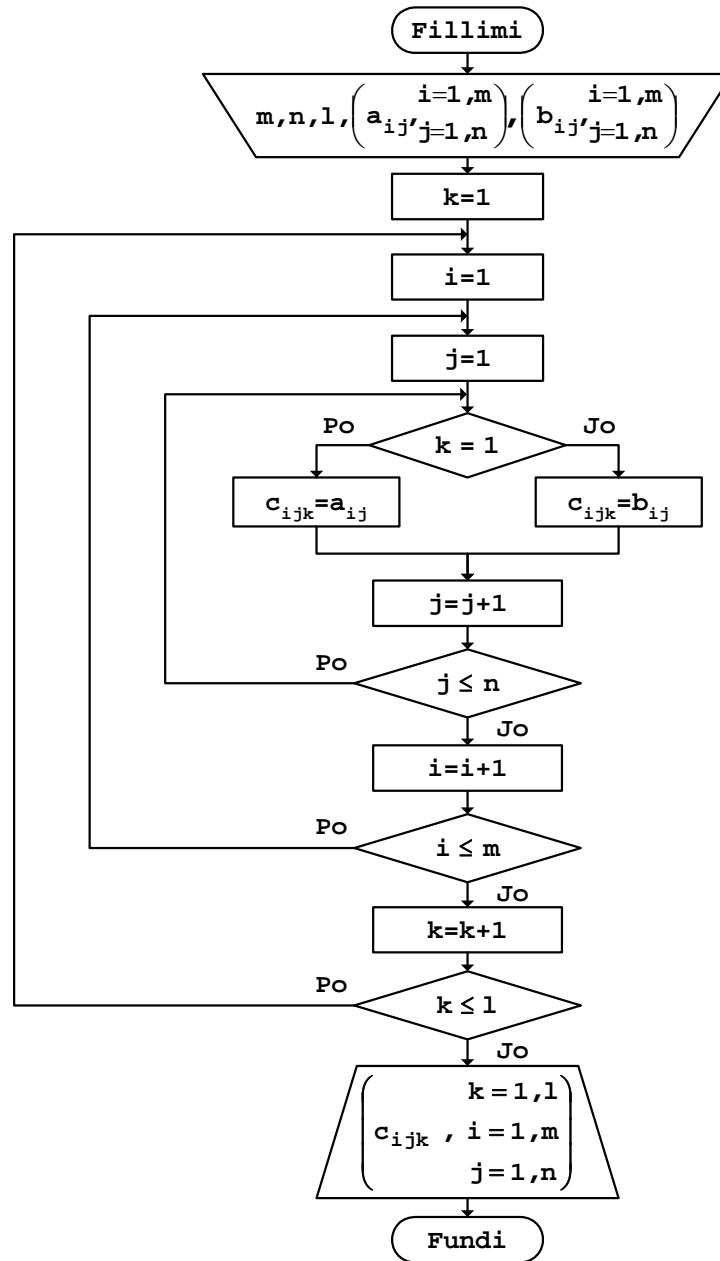 Fillimi
m,n,l,(a_ij, i=1,m j=1,n),(b_ij, i=1,m j=1,n)
k=1
i=1
j=1
Po Jo
k = 1
c_ijk=a_ij c_ijk=b_ij
j=j+1
Po
j ≤ n
Jo
i=i+1
Po
i ≤ m
Jo
k=k+1
Po
k ≤ l
Jo
k = 1,l
c_ijk , i = 1,m
j = 1,n
Fundi